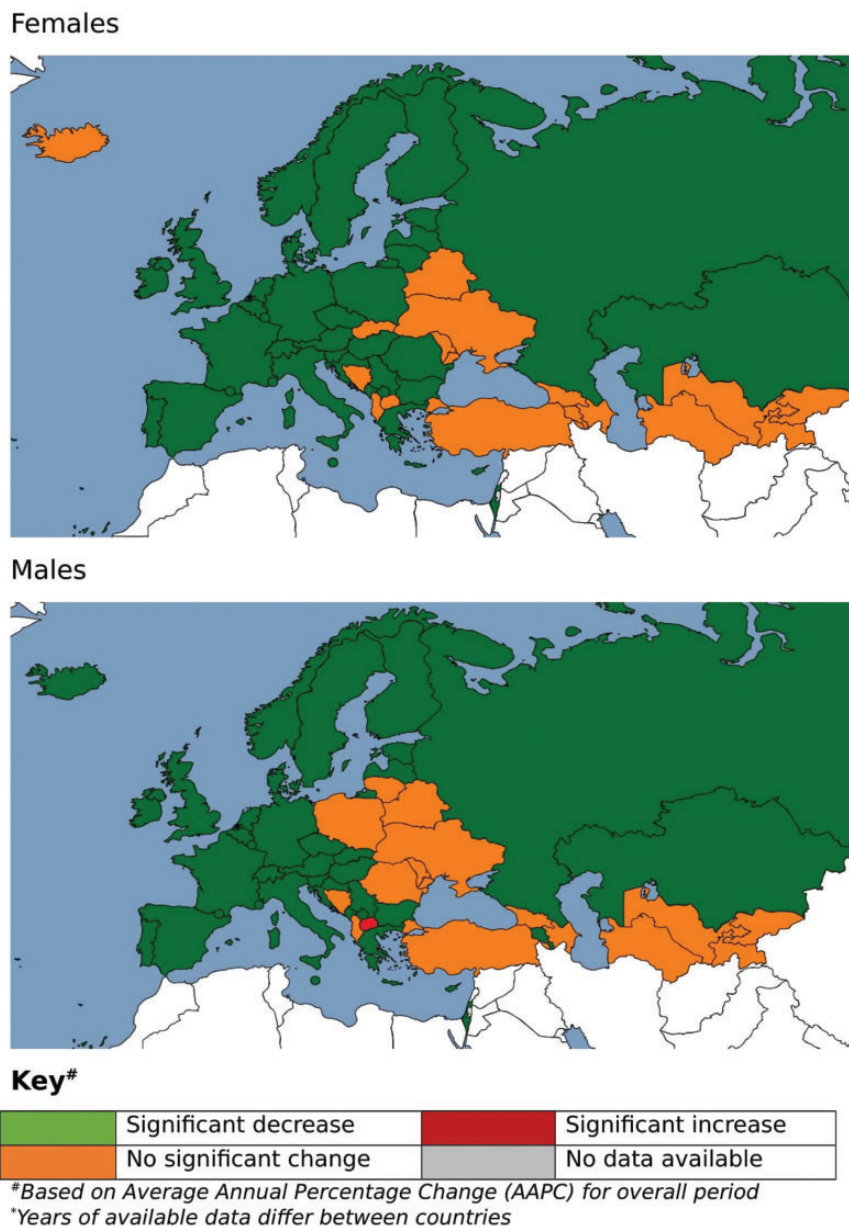 Females
Males
Key#
Significant decrease
Significant increase
No significant change
No data available
#Based on Average Annual Percentage Change (AAPC) for overall period
*Years of available data differ between countries